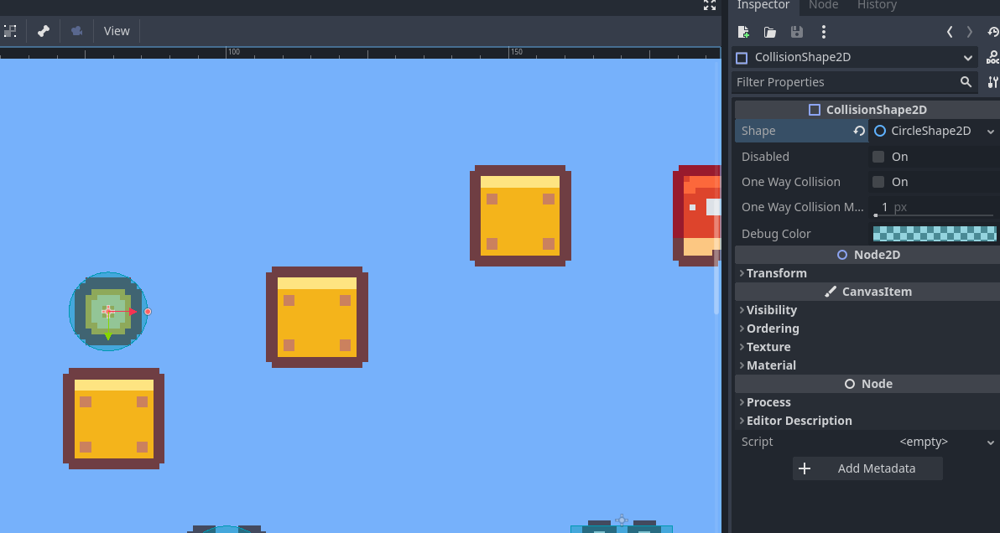 Inspector Node History
View
100 150
CollisionShape2D
DOC
Filter Properties
CollisionShape2D
Shape CircleShape2D
Disabled On
One Way Collision On
One Way Collision M... 1 px
Debug Color
Node2D
Transform
CanvasItem
Visibility
Ordering
Texture
Material
Node
Process
Editor Description
Script <empty>
Add Metadata